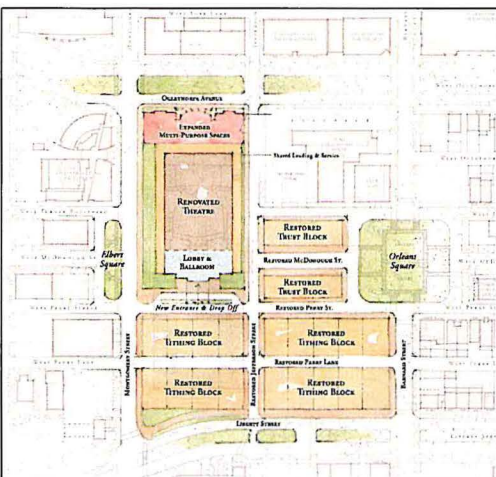 OGLETHORPE AVENUE
EXPANDED
MULTI-PURPOSE SPACES
Shared Loading & Service
RENOVATED
THEATRE
RESTORED
TRUST BLOCK
Elbert
Square
LOBBY &
BALLROOM
RESTORED MCDONOUGH ST.
Orleans
Square
RESTORED
TRUST BLOCK
New Entrance & Drop Off
RESTORED PERRY ST.
MONTGOMERY STREET
RESTORED
TITHING BLOCK
RESTORED JEFFERSON STREET
RESTORED
TITHING BLOCK
BARNARD STREET
RESTORED PERRY LANE
RESTORED
TITHING BLOCK
RESTORED
TITHING BLOCK
LIBERTY STREET